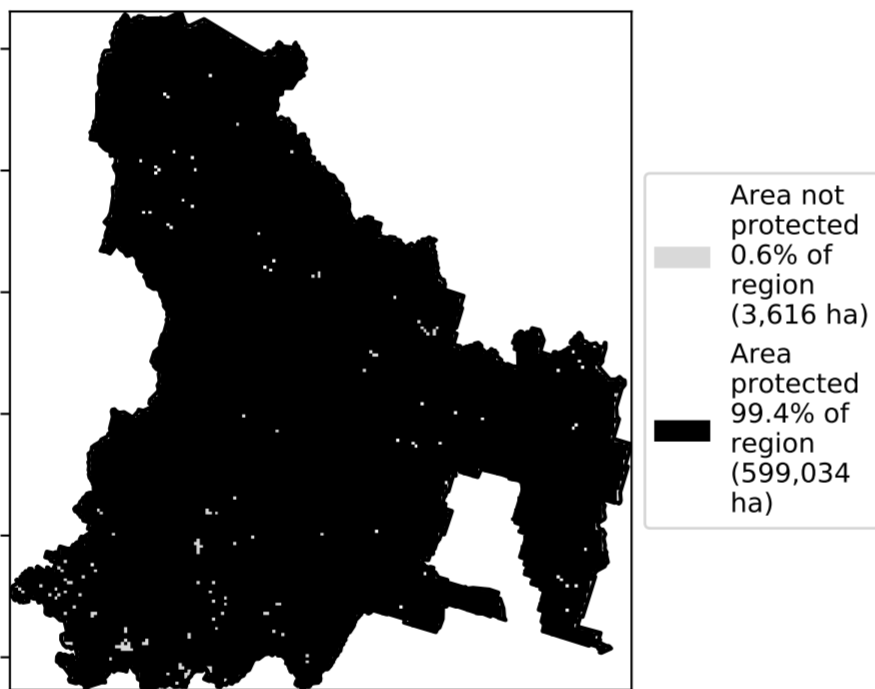 Area not
protected
0.6% of
region
(3,616 ha)
Area
protected
99.4% of
region
(599,034
ha)